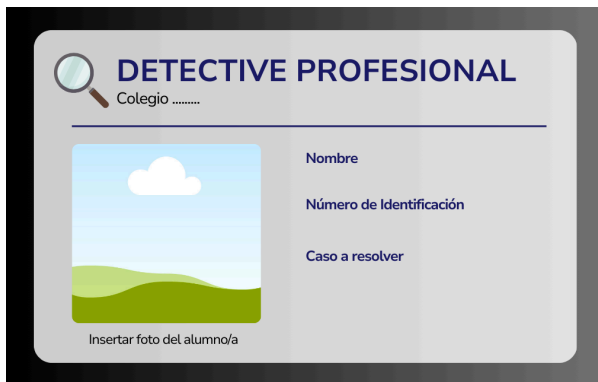 DETECTIVE PROFESIONAL
Colegio .........
Nombre
Número de Identificación
Caso a resolver
Insertar foto del alumno/a